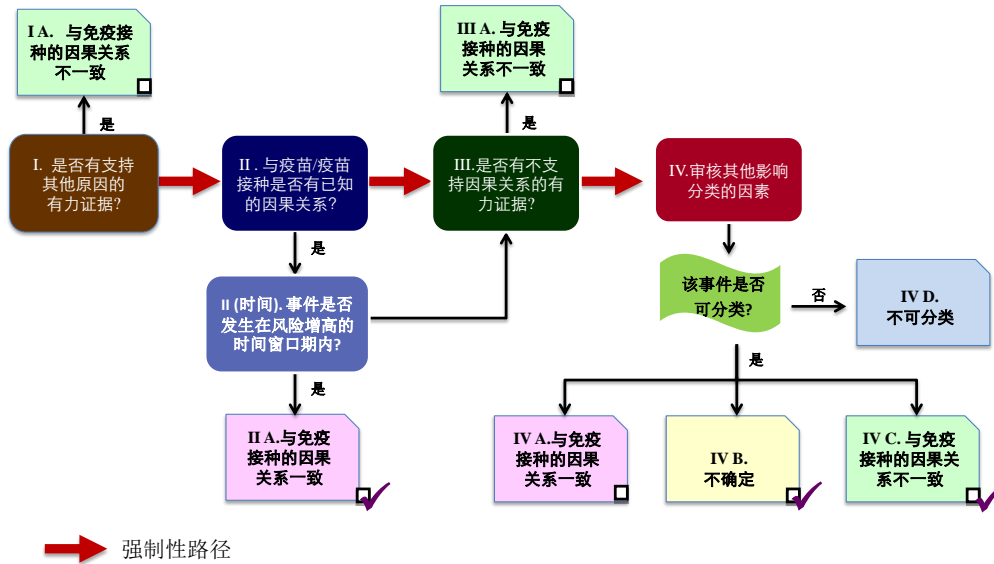 I A. 与免疫接
种的因果关系
不一致
III A. 与免疫
接种的因果
关系不一致
是
是
I. 是否有支持
其他原因的
有力证据?
II . 与疫苗/疫苗
接种是否有已知
的因果关系?
III.是否有不支
持因果关系的有
力证据?
IV.审核其他影响
分类的因素
是
II (时间). 事件是否
发生在风险增高的
时间窗口期内?
该事件是否
可分类?
否
IV D.
不可分类
是
是
II A.与免疫
接种的因果
关系一致
IV A.与免疫
接种的因果
关系一致
IV B.
不确定
IV C. 与免疫
接种的因果关
系不一致
强制性路径